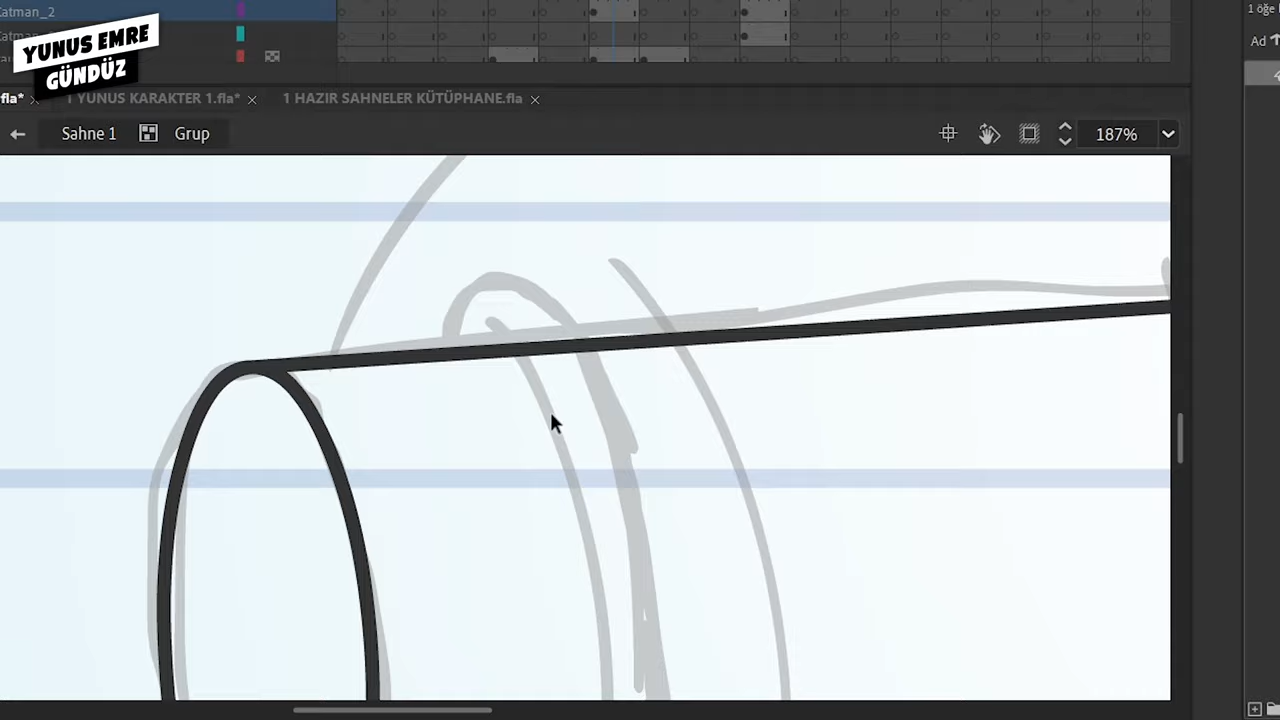 Catman_2
YUNUS EMRE
GÜNDÜZ
1 öğe
Ad
fla*
1 YUNUS KARAKTER 1.fla*
1 HAZIR SAHNELER KÜTÜPHANE.fla
Sahne 1
Grup
187%